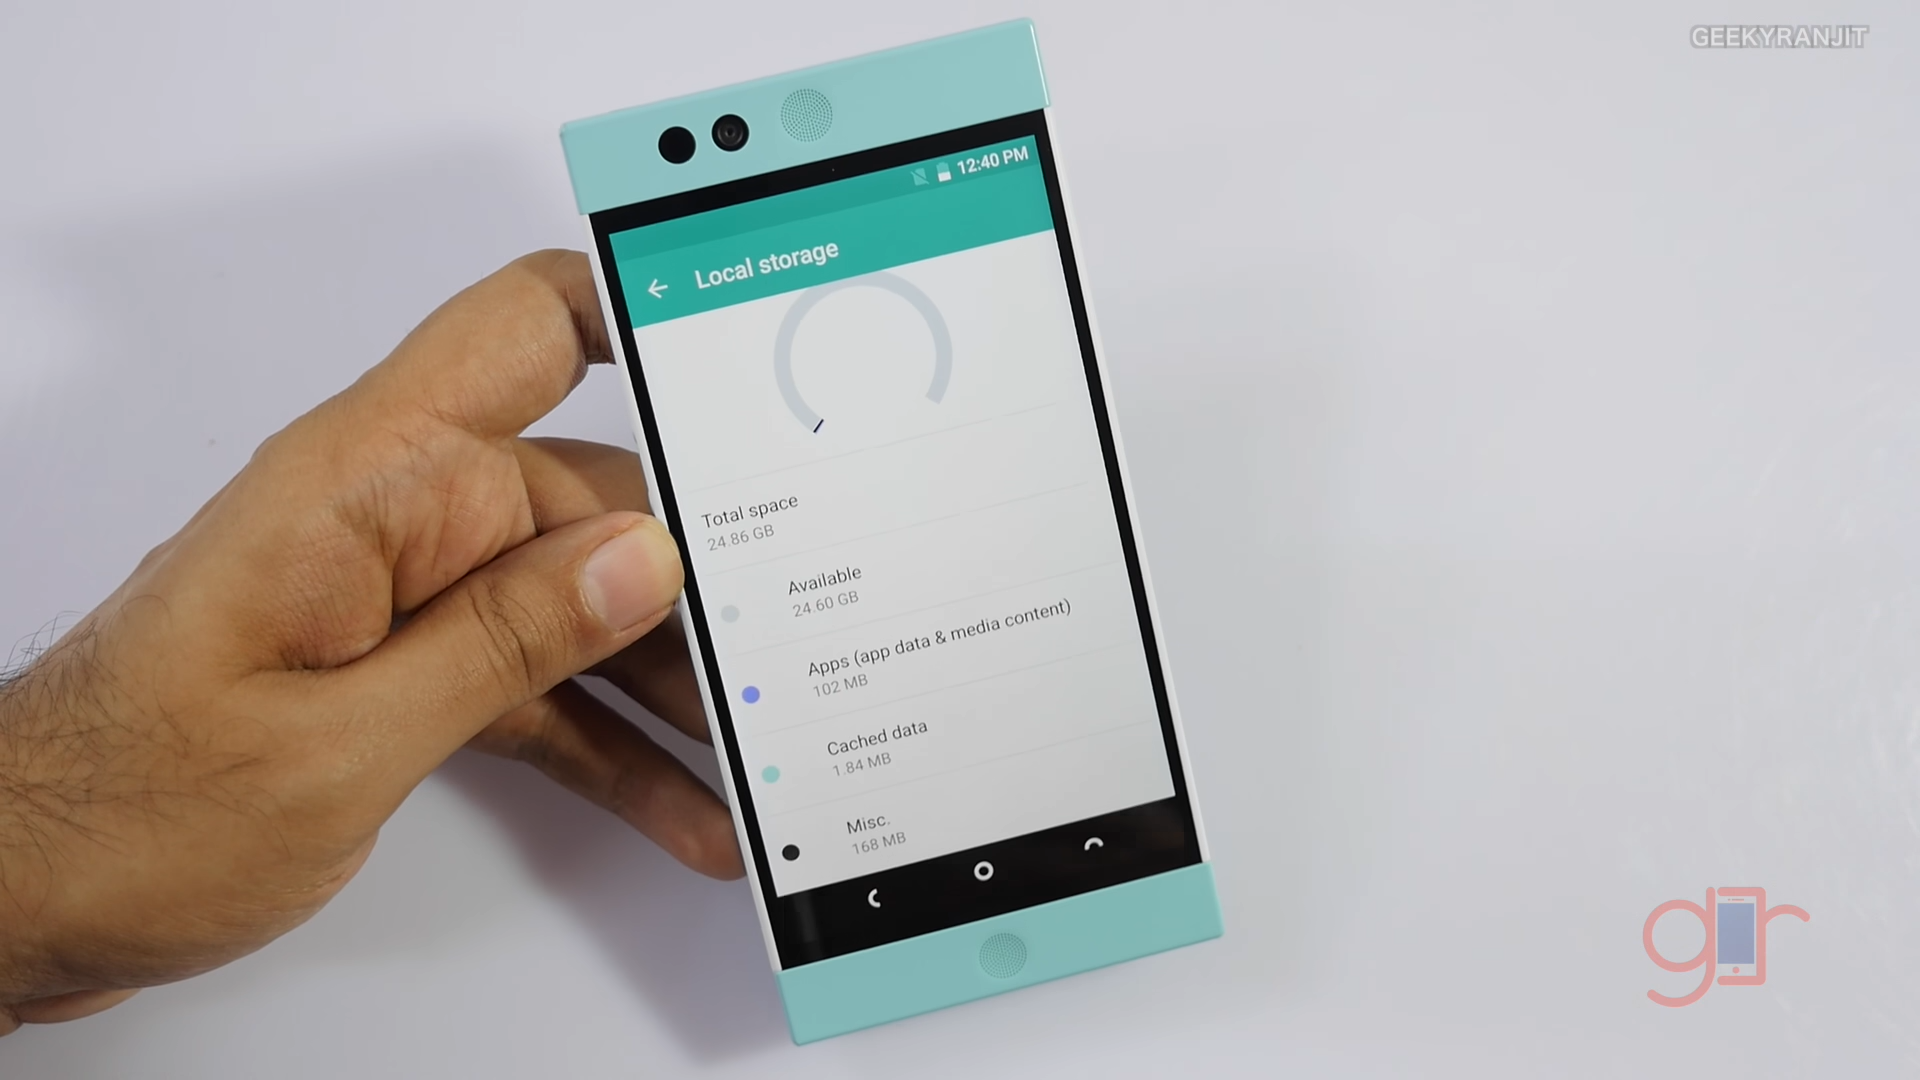 GEEKYRANJIT
12:40 PM
Local storage
Total space
24.86 GB
Available
24.60 GB
Apps (app data & media content)
102 MB
Cached data
1.84 MB
Misc.
168 MB
gr